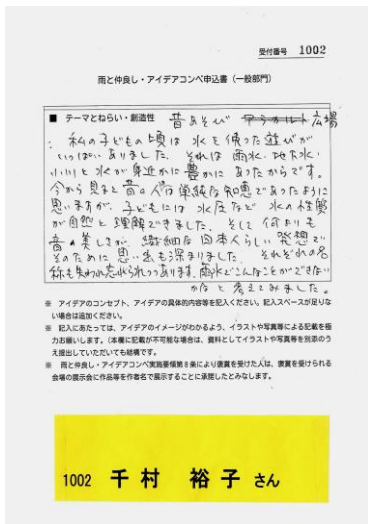 受付番号 1002
雨と仲良し・アイデアコンペ申込書（一般部門）
■ テーマとねらい・創造性 昔あそび アラカルト広場
私の子どもの頃は水を使った遊びが
いっぱいありました。それは雨水・地下水・
小川と水が身近かに豊かにあったからです。
今から見ると昔の人は単純な知恵であったように
思いますが、子どもには水圧など水の性質
が自然と理解できました。そして何よりも
音の美しさが、繊細な日本人らしい発想で
そのために思い出も深まりました。それぞれの名
称も失われ忘れられつつあります。雨水でこんなことができない
かなと考えてみました。
※ アイデアのコンセプト、アイデアの具体的内容等を記入ください。記入スペースが足りな
い場合は追加ください。
※ 記入にあたっては、アイデアのイメージがわかるよう、イラストや写真等による記載を極
力お願いします。（本欄に記載が不可能な場合は、資料としてイラストや写真等を別添のう
え提出していただいても結構です。
※ 雨と仲良し・アイデアコンペ実施要領第8条により褒賞を受けた人は、褒賞を受けられる
会場の展示会に作品等を作者名で展示することに承諾したとみなします。
1002 千村 裕子 さん